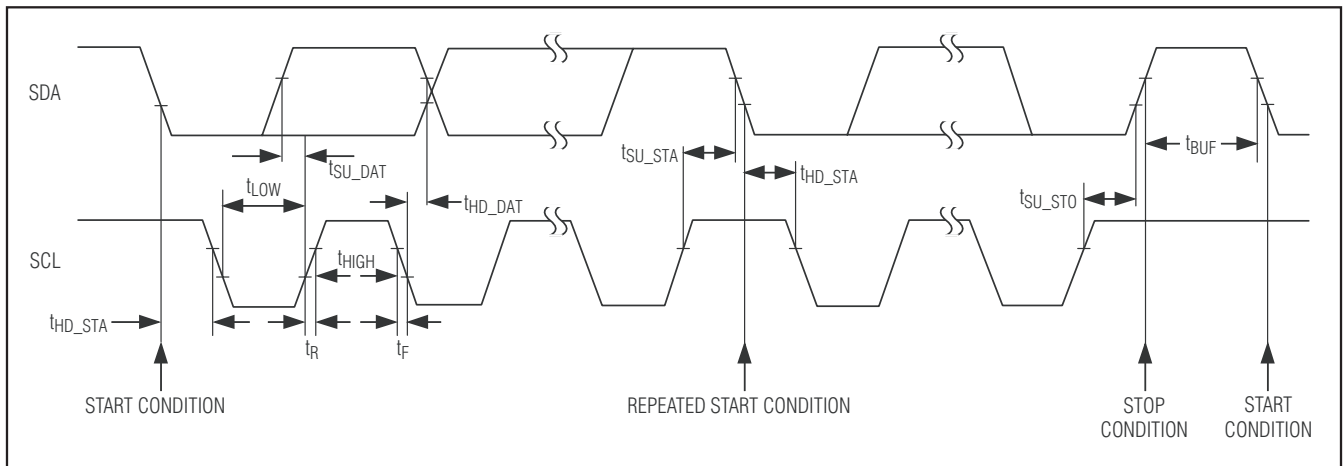 SDA
tSU_DAT
tLOW
tHD_DAT
tSU_STA
tHD_STA
tBUF
tSU_STO
SCL
tHIGH
tHD_STA
tR
tF
START CONDITION
REPEATED START CONDITION
STOP
CONDITION
START
CONDITION